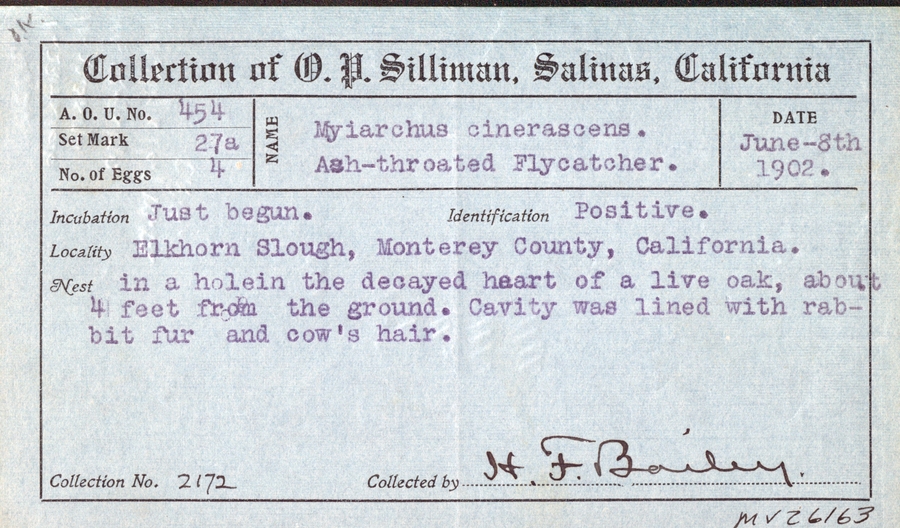 Collection of O. P. Silliman, Salinas, California
A. O. U. No. 454
Set Mark 27a
No. of Eggs 4
NAME
Myiarchus cinerascens.
Ash-throated Flycatcher.
DATE
June-8th
1902.
Incubation Just begun. Identification Positive.
Locality Elkhorn Slough, Monterey County, California.
Nest in a holein the decayed heart of a live oak, about
4 feet from the ground. Cavity was lined with rab-
bit fur and cow's hair.
Collection No. 2172 Collected by H. F. Bailey.
MV26163